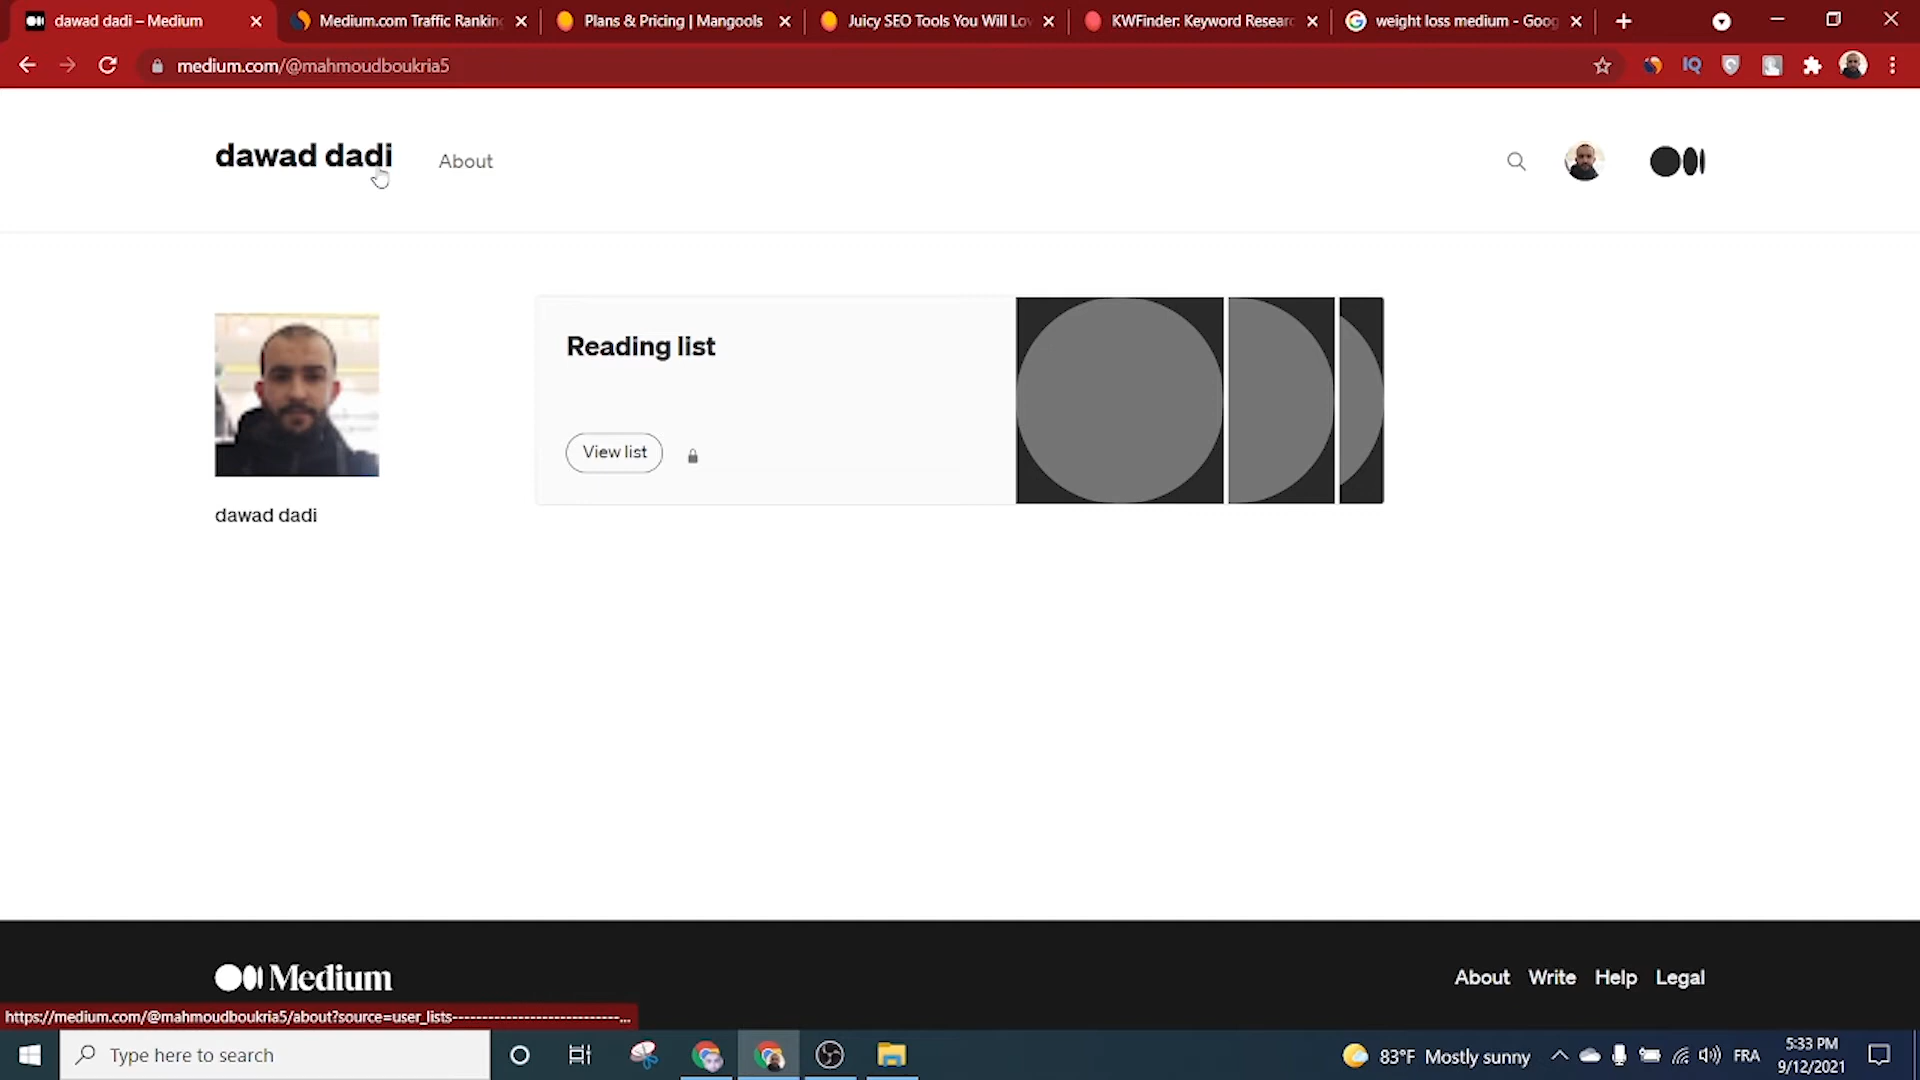 dawad dadi – Medium
Medium.com Traffic Ranking
Plans & Pricing | Mangools
Juicy SEO Tools You Will Lov
KWFinder: Keyword Researc
weight loss medium - Goog
medium.com/@mahmoudboukria5
dawad dadi
About
Reading list
View list
dawad dadi
Medium
About Write Help Legal
https://medium.com/@mahmoudboukria5/about?source=user_lists---------------------------...
Type here to search
83°F Mostly sunny
FRA
5:33 PM
9/12/2021